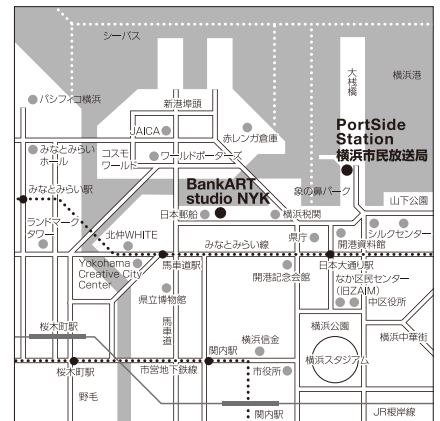 シーバス
横浜港
大桟橋
パシフィコ横浜
新港埠頭
JAICA
赤レンガ倉庫
PortSide
Station
横浜市民放送局
みなとみらい
ホール
コスモ
ワールド
ワールドポーターズ
みなとみらい駅
BankART
studio NYK
象の鼻パーク
山下公園
ランドマーク
タワー
日本郵船
横浜税関
北仲WHITE
みなとみらい線
県庁
開港資料館
シルクセンター
Yokohama
Creative City
Center
馬車道駅
開港記念会館
日本大通り駅
なか区民センター
(旧ZAIM)
中区役所
県立博物館
馬車道
桜木町駅
横浜信金
横浜公園
横浜中華街
横浜スタジアム
桜木町駅
市営地下鉄線
関内駅
市役所
野毛
関内駅
JR根岸線